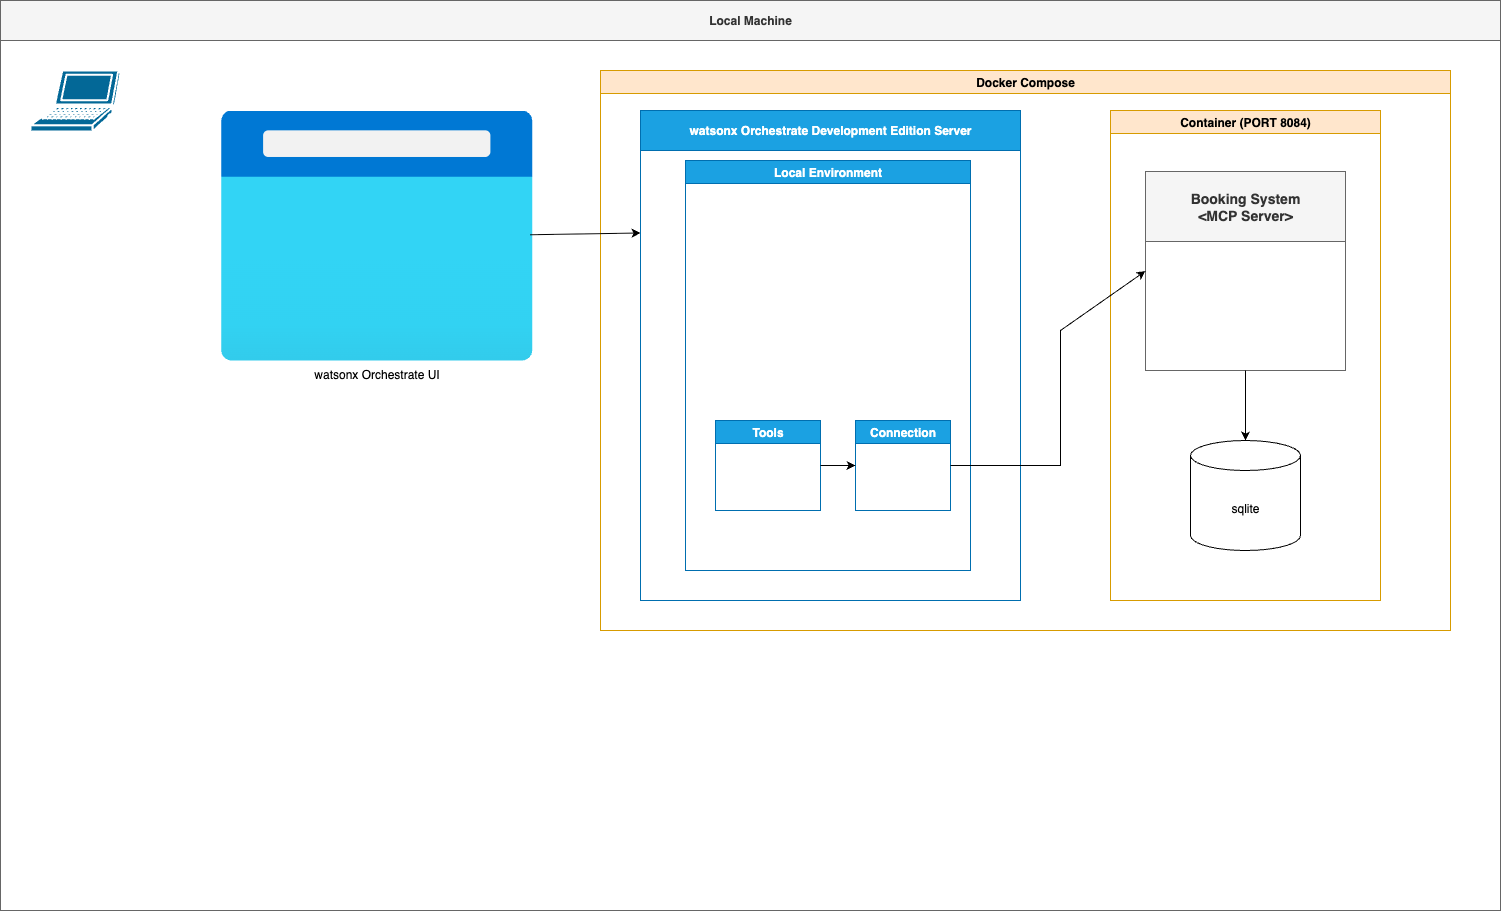 Local Machine
Docker Compose
watsonx Orchestrate Development Edition Server
Container (PORT 8084)
Local Environment
Booking System
<MCP Server>
watsonx Orchestrate UI
Tools
Connection
sqlite